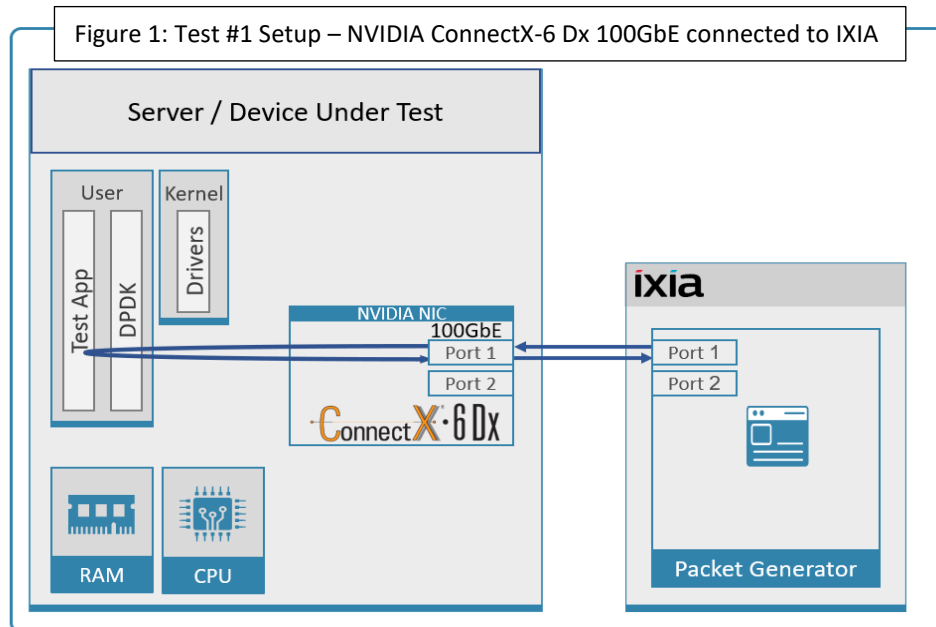 Figure 1: Test #1 Setup – NVIDIA ConnectX-6 Dx 100GbE connected to IXIA
Server / Device Under Test
User
Kernel
Test App
DPDK
Drivers
NVIDIA NIC
100GbE
Port 1
Port 2
ConnectX·6 Dx
RAM
CPU
ixia
Port 1
Port 2
Packet Generator